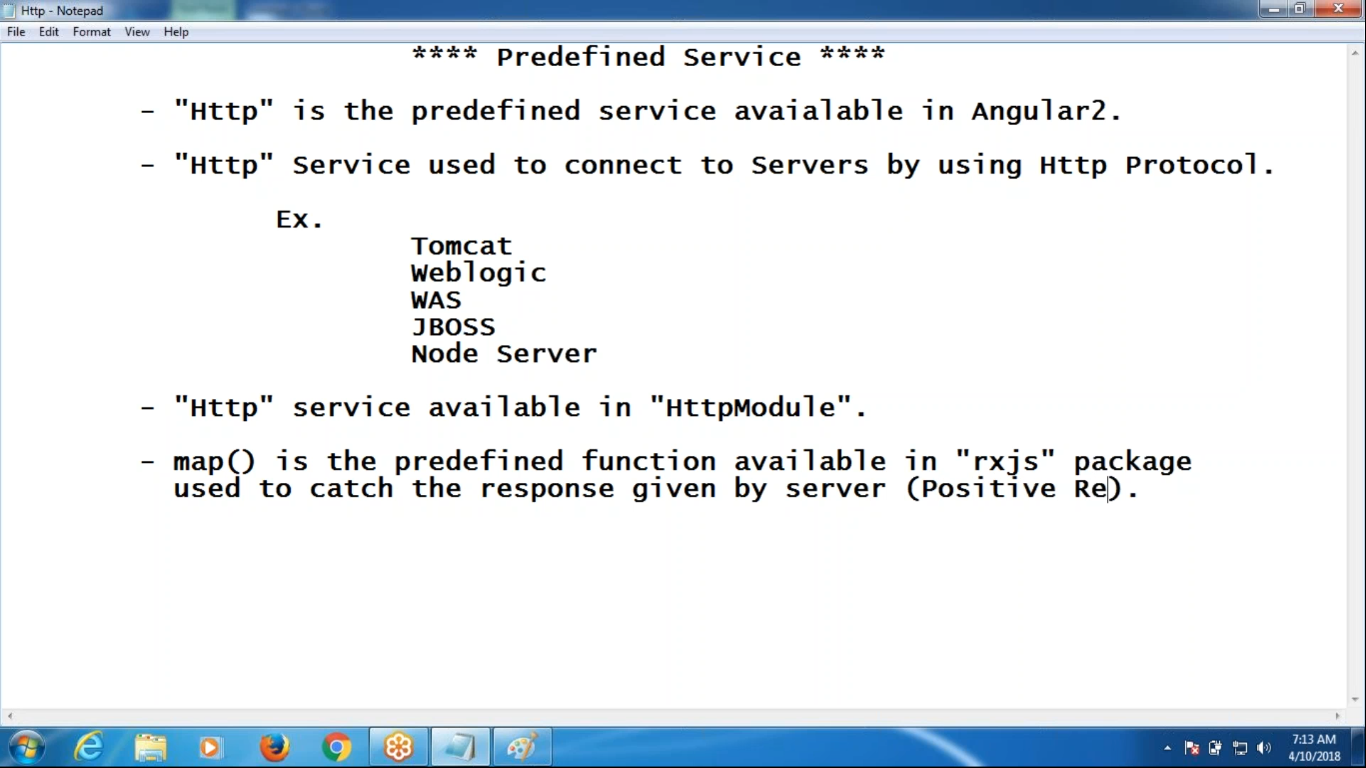 Http - Notepad
File Edit Format View Help
**** Predefined Service ****
- "Http" is the predefined service avaialable in Angular2.
- "Http" Service used to connect to Servers by using Http Protocol.
Ex.
Tomcat
Weblogic
WAS
JBOSS
Node Server
- "Http" service available in "HttpModule".
- map() is the predefined function available in "rxjs" package
used to catch the response given by server (Positive Re).
7:13 AM
4/10/2018